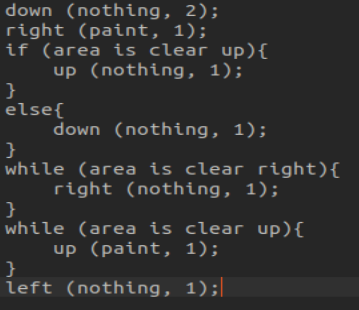 down (nothing, 2);
right (paint, 1);
if (area is clear up){
    up (nothing, 1);
}
else{
    down (nothing, 1);
}
while (area is clear right){
    right (nothing, 1);
}
while (area is clear up){
    up (paint, 1);
}
left (nothing, 1);